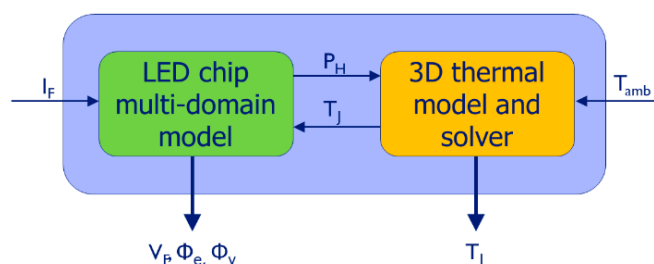 LED chip
multi-domain
model
3D thermal
model and
solver
I_F
P_H
T_J
T_amb
V_F, Φ_e, Φ_v
T_J